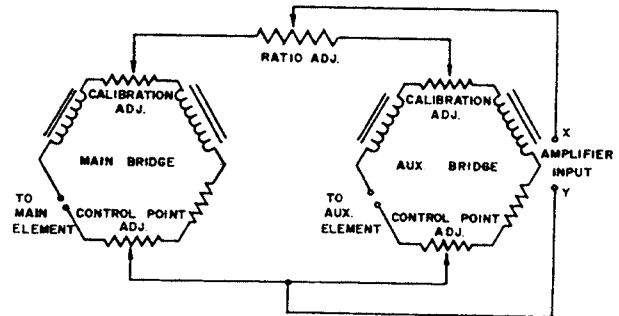 RATIO ADJ.
CALIBRATION
ADJ.
MAIN BRIDGE
TO
MAIN
ELEMENT
CONTROL POINT
ADJ.
CALIBRATION
ADJ.
AUX. BRIDGE
TO
AUX.
ELEMENT
CONTROL POINT
ADJ.
X
AMPLIFIER
INPUT
Y